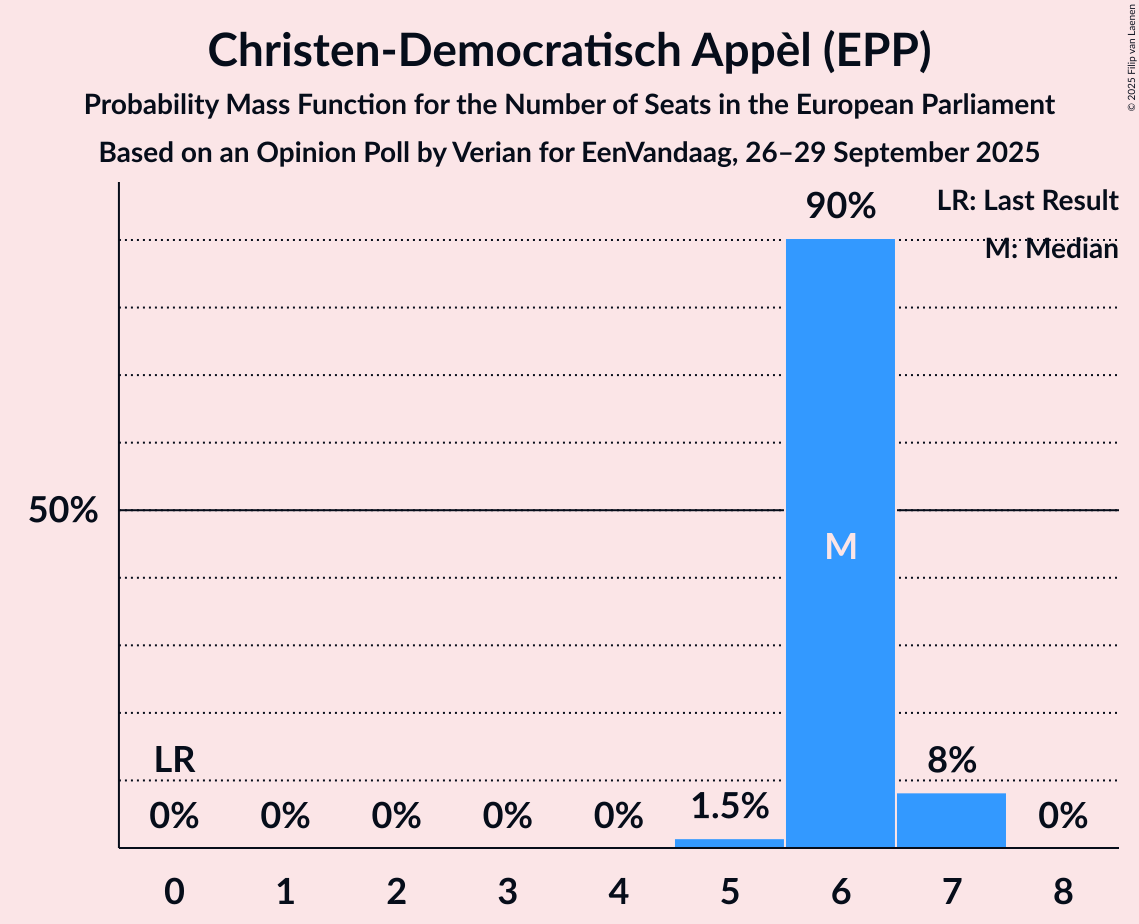 Christen-Democratisch Appèl (EPP)
Probability Mass Function for the Number of Seats in the European Parliament
Based on an Opinion Poll by Verian for EenVandaag, 26–29 September 2025
© 2025 Filip van Laenen
LR: Last Result
M: Median
90%
50%
M
LR
8%
0% 0% 0% 0% 0% 1.5% 0%
0 1 2 3 4 5 6 7 8